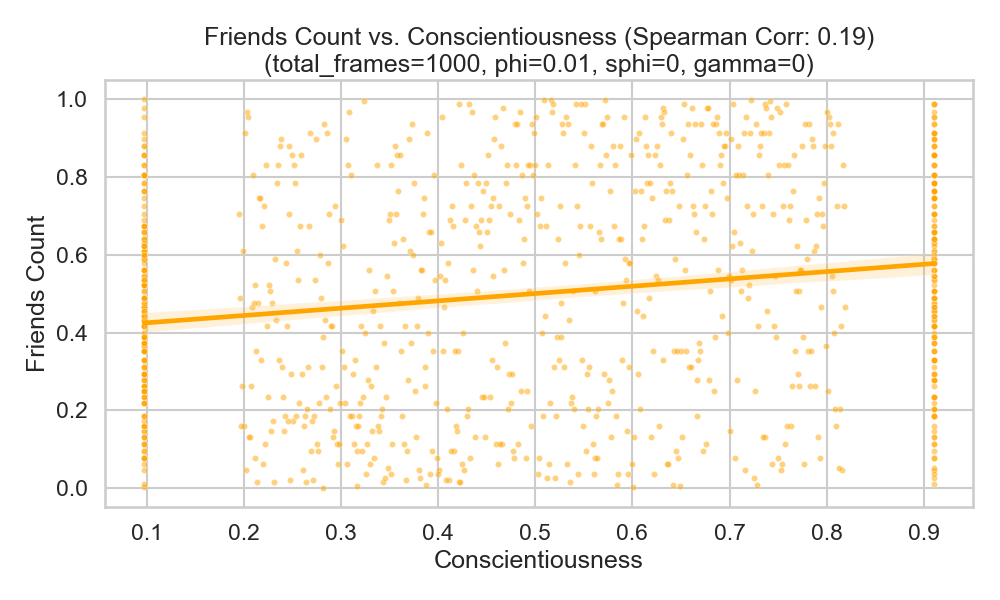 Friends Count vs. Conscientiousness (Spearman Corr: 0.19)
(total_frames=1000, phi=0.01, sphi=0, gamma=0)
1.0
0.8
0.6
0.4
0.2
0.0
Friends Count
0.1 0.2 0.3 0.4 0.5 0.6 0.7 0.8 0.9
Conscientiousness